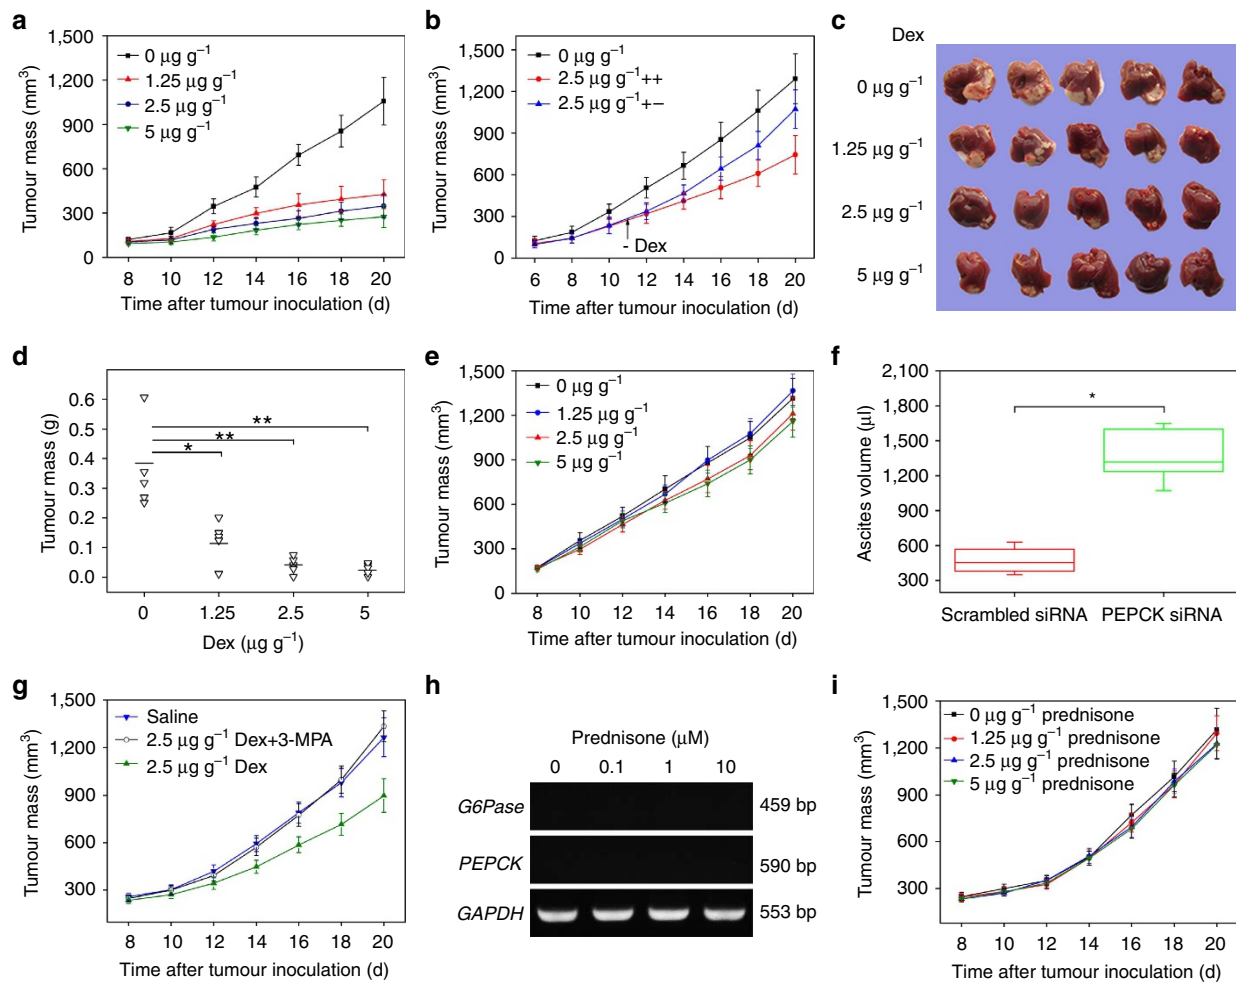 a
1,500
1,200
900
600
300
0
Tumour mass (mm³)
0 µg g⁻¹
1.25 µg g⁻¹
2.5 µg g⁻¹
5 µg g⁻¹
8 10 12 14 16 18 20
Time after tumour inoculation (d)
b
1,500
1,200
900
600
300
0
Tumour mass (mm³)
0 µg g⁻¹
2.5 µg g⁻¹++
2.5 µg g⁻¹+−
- Dex
6 8 10 12 14 16 18 20
Time after tumour inoculation (d)
c
Dex
0 µg g⁻¹
1.25 µg g⁻¹
2.5 µg g⁻¹
5 µg g⁻¹
d
0.6
0.5
0.4
0.3
0.2
0.1
0.0
Tumour mass (g)
**
**
*
0 1.25 2.5 5
Dex (µg g⁻¹)
e
1,500
1,200
900
600
300
0
Tumour mass (mm³)
0 µg g⁻¹
1.25 µg g⁻¹
2.5 µg g⁻¹
5 µg g⁻¹
8 10 12 14 16 18 20
Time after tumour inoculation (d)
f
2,100
1,800
1,500
1,200
900
600
300
Ascites volume (µl)
*
Scrambled siRNA PEPCK siRNA
g
1,500
1,200
900
600
300
Tumour mass (mm³)
Saline
2.5 µg g⁻¹ Dex+3-MPA
2.5 µg g⁻¹ Dex
8 10 12 14 16 18 20
Time after tumour inoculation (d)
h
Prednisone (µM)
0 0.1 1 10
G6Pase 459 bp
PEPCK 590 bp
GAPDH 553 bp
i
1,500
1,200
900
600
300
Tumour mass (mm³)
0 µg g⁻¹ prednisone
1.25 µg g⁻¹ prednisone
2.5 µg g⁻¹ prednisone
5 µg g⁻¹ prednisone
8 10 12 14 16 18 20
Time after tumour inoculation (d)